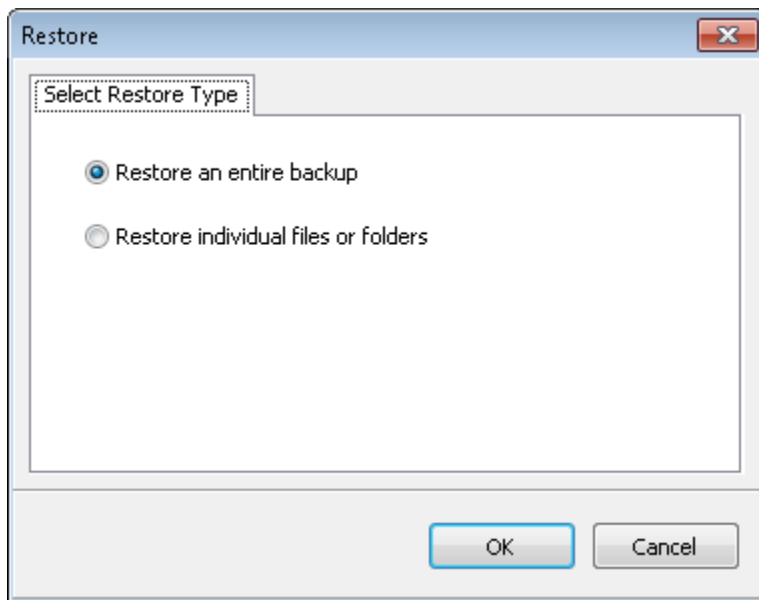 Restore
Select Restore Type
Restore an entire backup
Restore individual files or folders
OK
Cancel